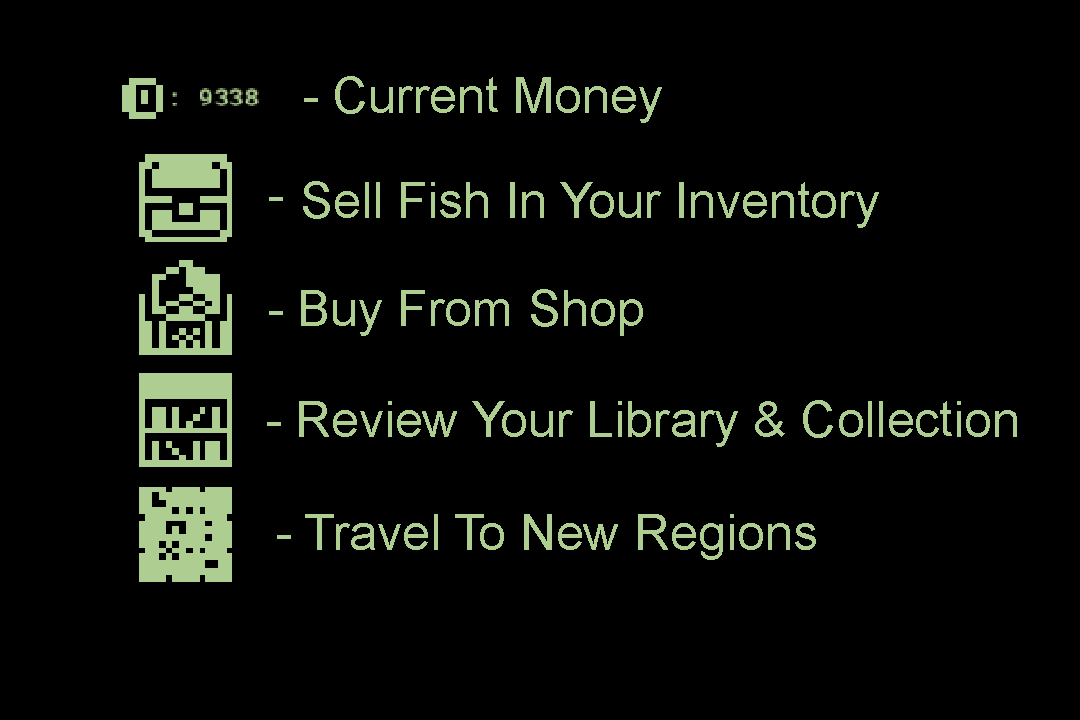 : 9338 - Current Money
- Sell Fish In Your Inventory
- Buy From Shop
- Review Your Library & Collection
- Travel To New Regions